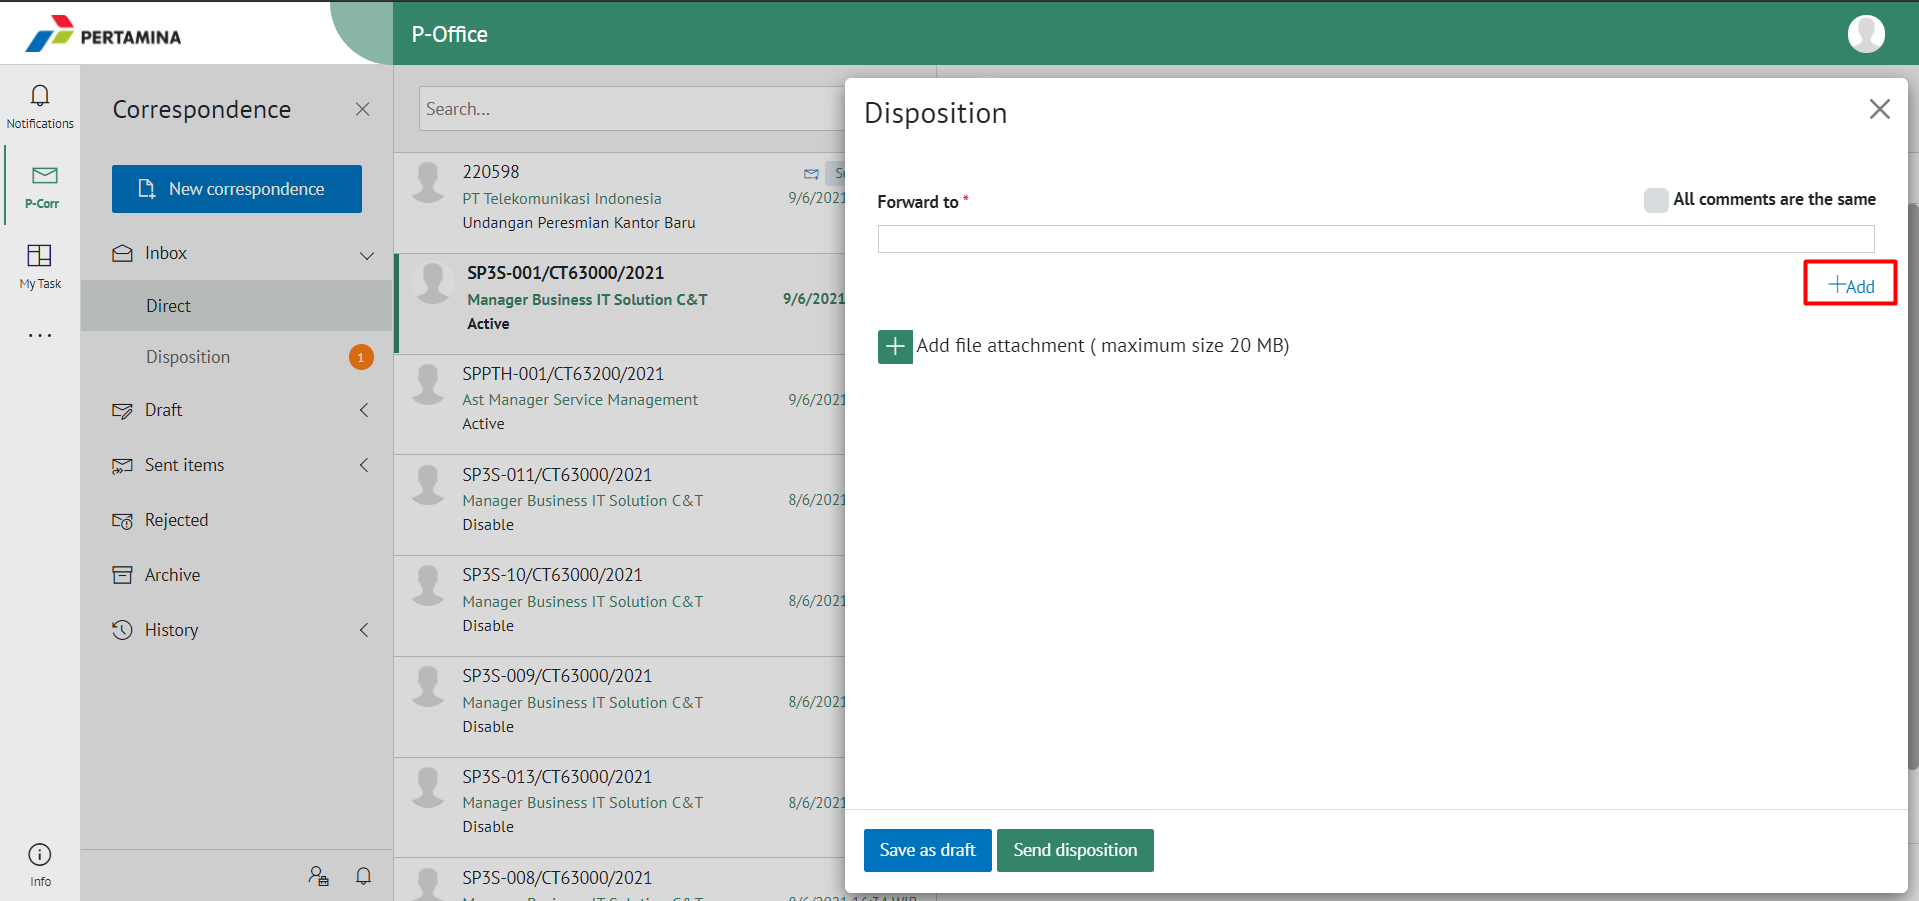 PERTAMINA
P-Office
Notifications
P-Corr
My Task
Info
Correspondence
New correspondence
Inbox
Direct
Disposition
1
Draft
Sent items
Rejected
Archive
History
Search...
220598
PT Telekomunikasi Indonesia 9/6/2021
Undangan Peresmian Kantor Baru
SP3S-001/CT63000/2021
Manager Business IT Solution C&T 9/6/2021
Active
SPPTH-001/CT63200/2021
Ast Manager Service Management 9/6/2021
Active
SP3S-011/CT63000/2021
Manager Business IT Solution C&T 8/6/2021
Disable
SP3S-10/CT63000/2021
Manager Business IT Solution C&T 8/6/2021
Disable
SP3S-009/CT63000/2021
Manager Business IT Solution C&T 8/6/2021
Disable
SP3S-013/CT63000/2021
Manager Business IT Solution C&T 8/6/2021
Disable
SP3S-008/CT63000/2021
Disposition
Forward to *
All comments are the same
+Add
Add file attachment ( maximum size 20 MB)
Save as draft
Send disposition